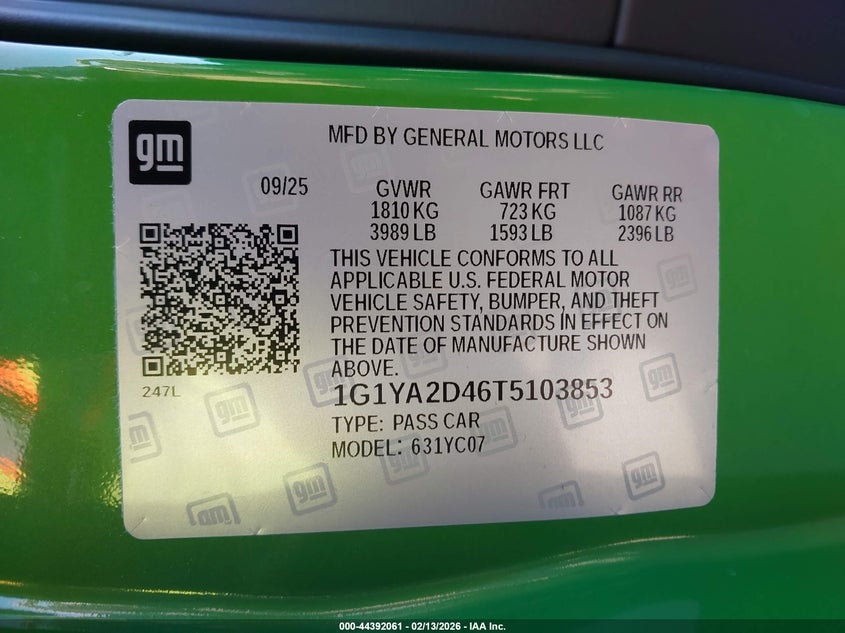 gm
MFD BY GENERAL MOTORS LLC
09/25
GVWR GAWR FRT GAWR RR
1810 KG 723 KG 1087 KG
3989 LB 1593 LB 2396 LB
THIS VEHICLE CONFORMS TO ALL
APPLICABLE U.S. FEDERAL MOTOR
VEHICLE SAFETY, BUMPER, AND THEFT
PREVENTION STANDARDS IN EFFECT ON
THE DATE OF MANUFACTURE SHOWN
ABOVE.
247L
1G1YA2D46T5103853
TYPE: PASS CAR
MODEL: 631YC07
000-44392061 - 02/13/2026 - IAA Inc.